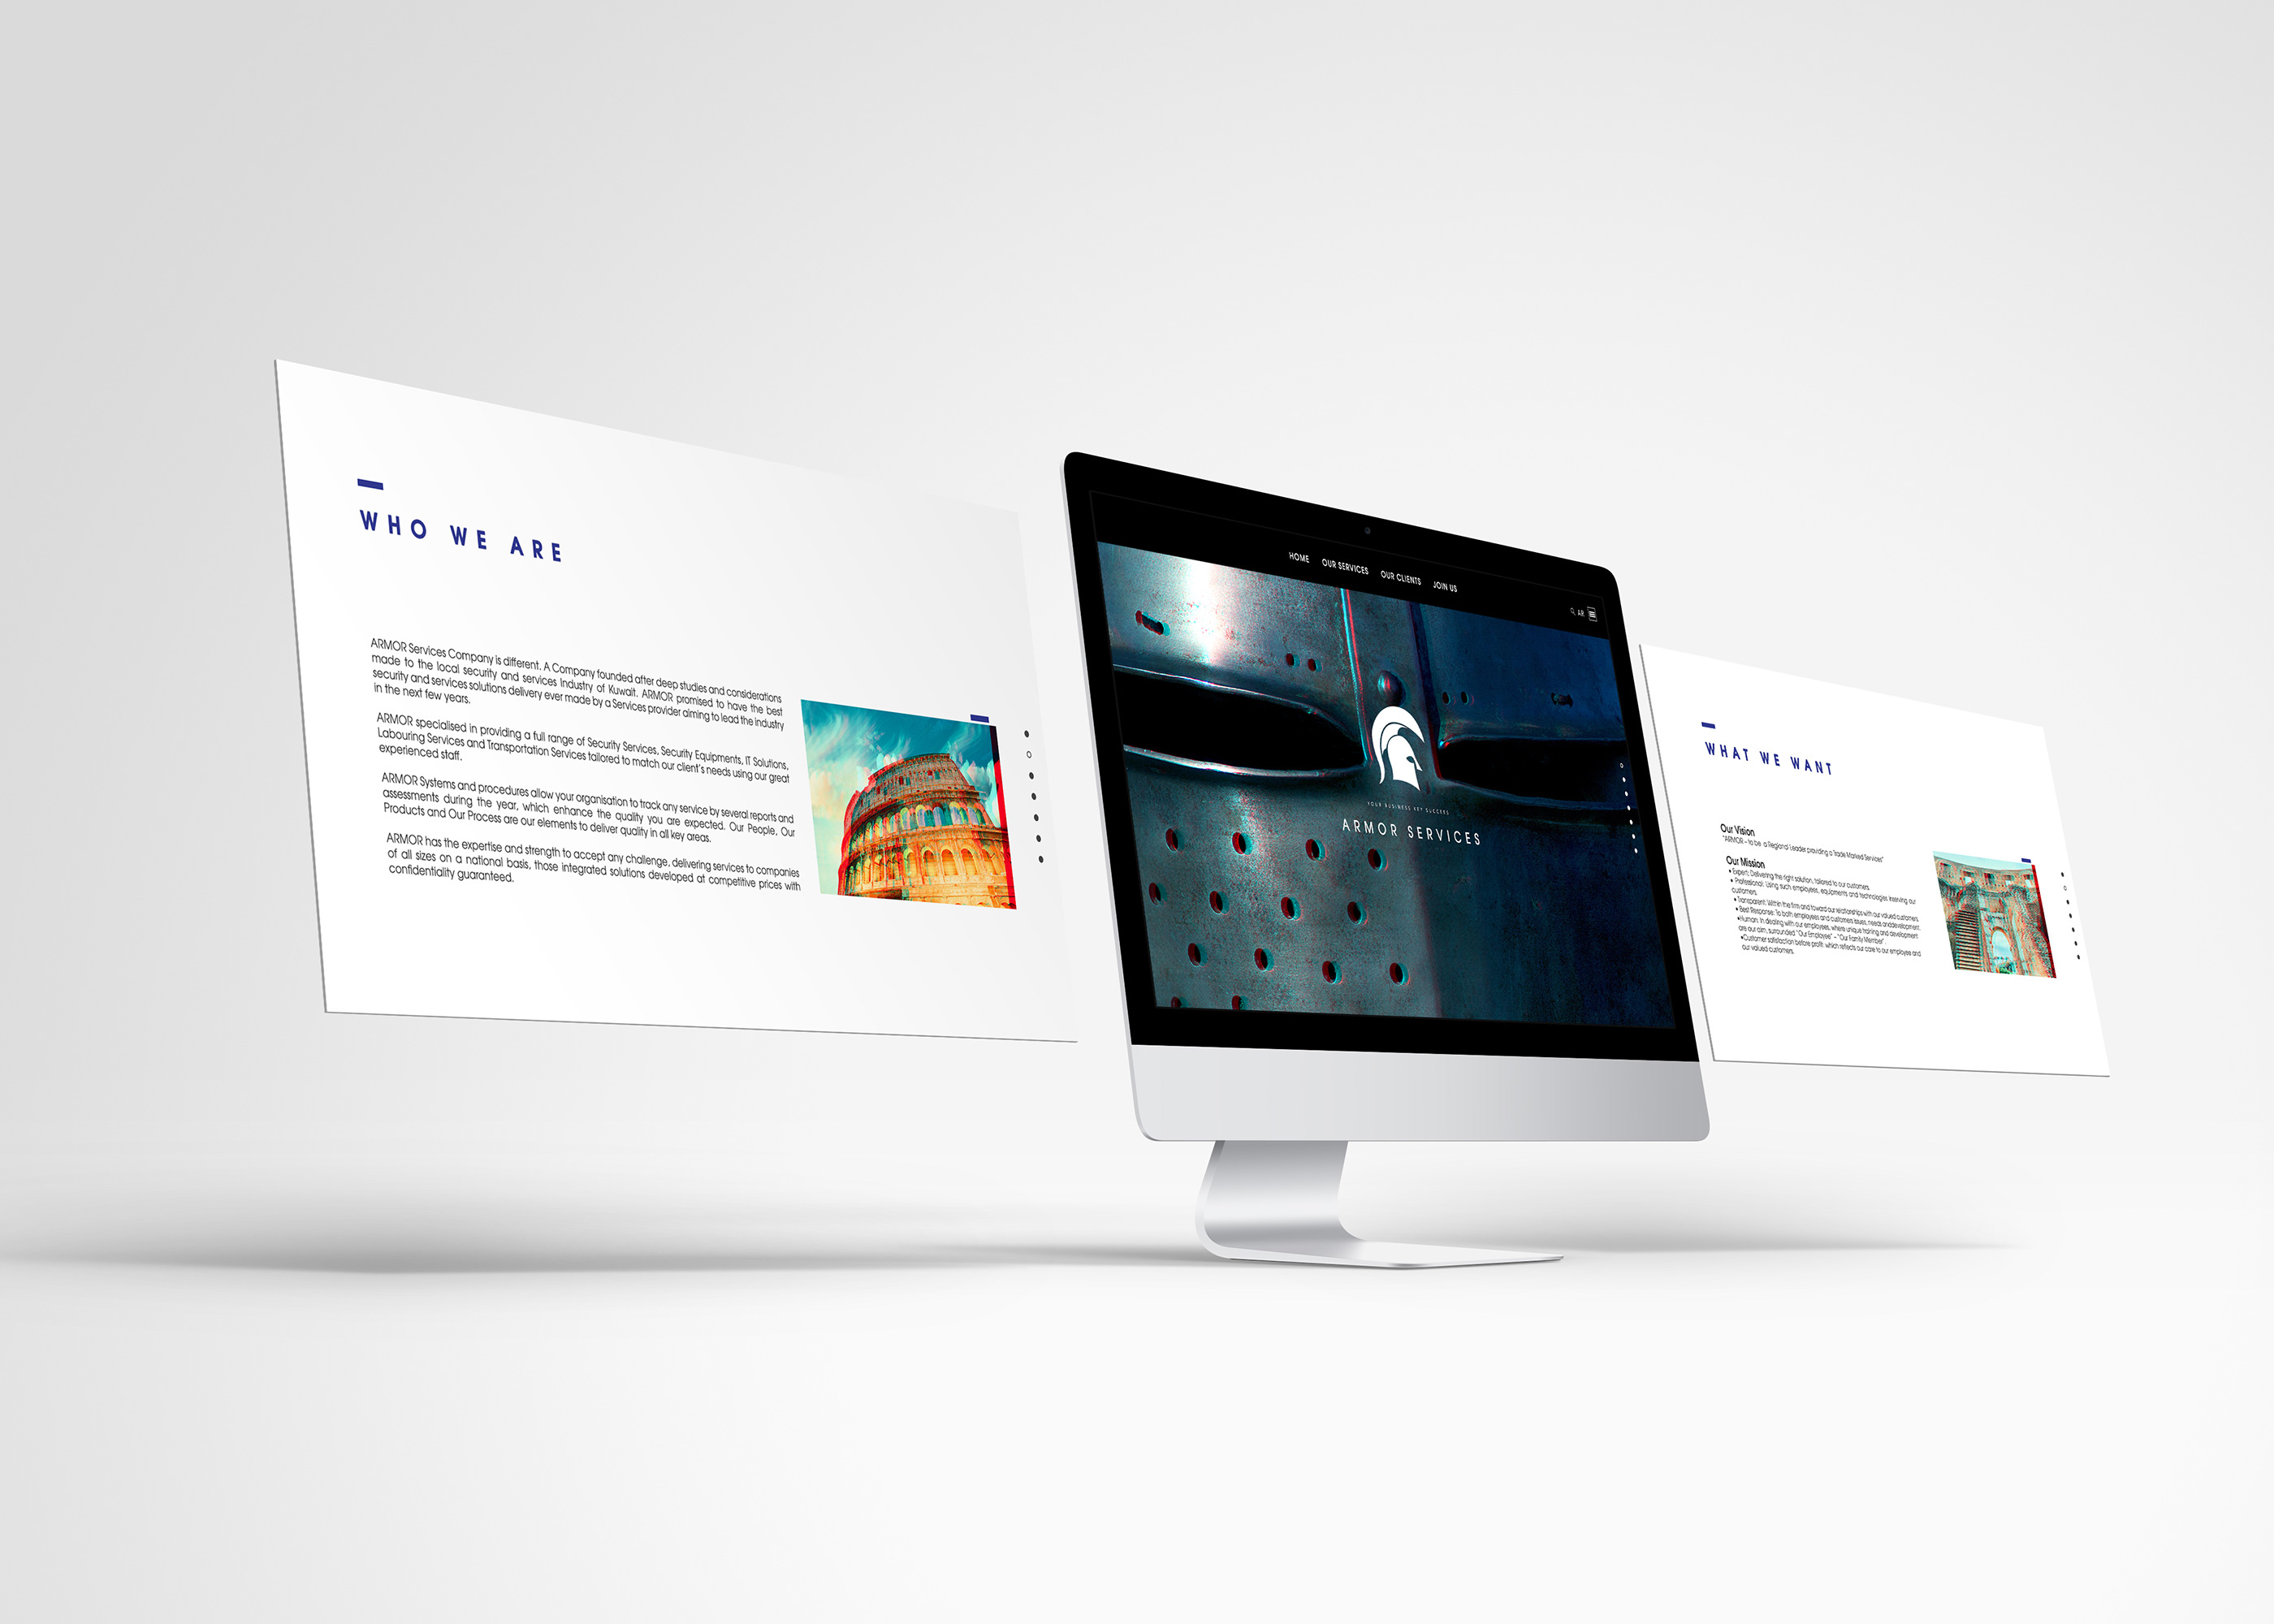 WHO WE ARE
ARMOR Services Company is different. A Company founded after deep studies and considerations
made to the local security and services Industry of Kuwait. ARMOR promised to have the best
security and services solutions delivery ever made by a Services provider aiming to lead the industry
in the next few years.
ARMOR specialised in providing a full range of Security Services, Security Equipments, IT Solutions,
Labouring Services and Transportation Services tailored to match our client's needs using our great
experienced staff.
ARMOR Systems and procedures allow your organisation to track any service by several reports and
assessments during the year, which enhance the quality you are expected. Our People, Our
Products and Our Process are our elements to deliver quality in all key areas.
ARMOR has the expertise and strength to accept any challenge, delivering services to companies
of all sizes on a national basis, those integrated solutions developed at competitive prices with
confidentiality guaranteed.
HOME OUR SERVICES OUR CLIENTS JOIN US
AR
YOUR BUSINESS KEY SUCCESS
ARMOR SERVICES
WHAT WE WANT
Our Vision
"ARMOR – to be a Regional Leader providing a Trade Marked Services"
Our Mission
• Expert: Delivering the right solution, tailored to our customers.
• Professional: Using such employees, equipments and technologies inserving, our
customers.
• Transparent: Within the firm and toward our relationships with our valued customers.
• Best Response: To both employees and customers issues, needs and development.
•Human: In dealing with our employees, where unique training and development
are our aim, surrounded "Our Employee" – "Our Family Member".
•Customer satisfaction before profit: which reflects our care to our employee and
our valued customers.